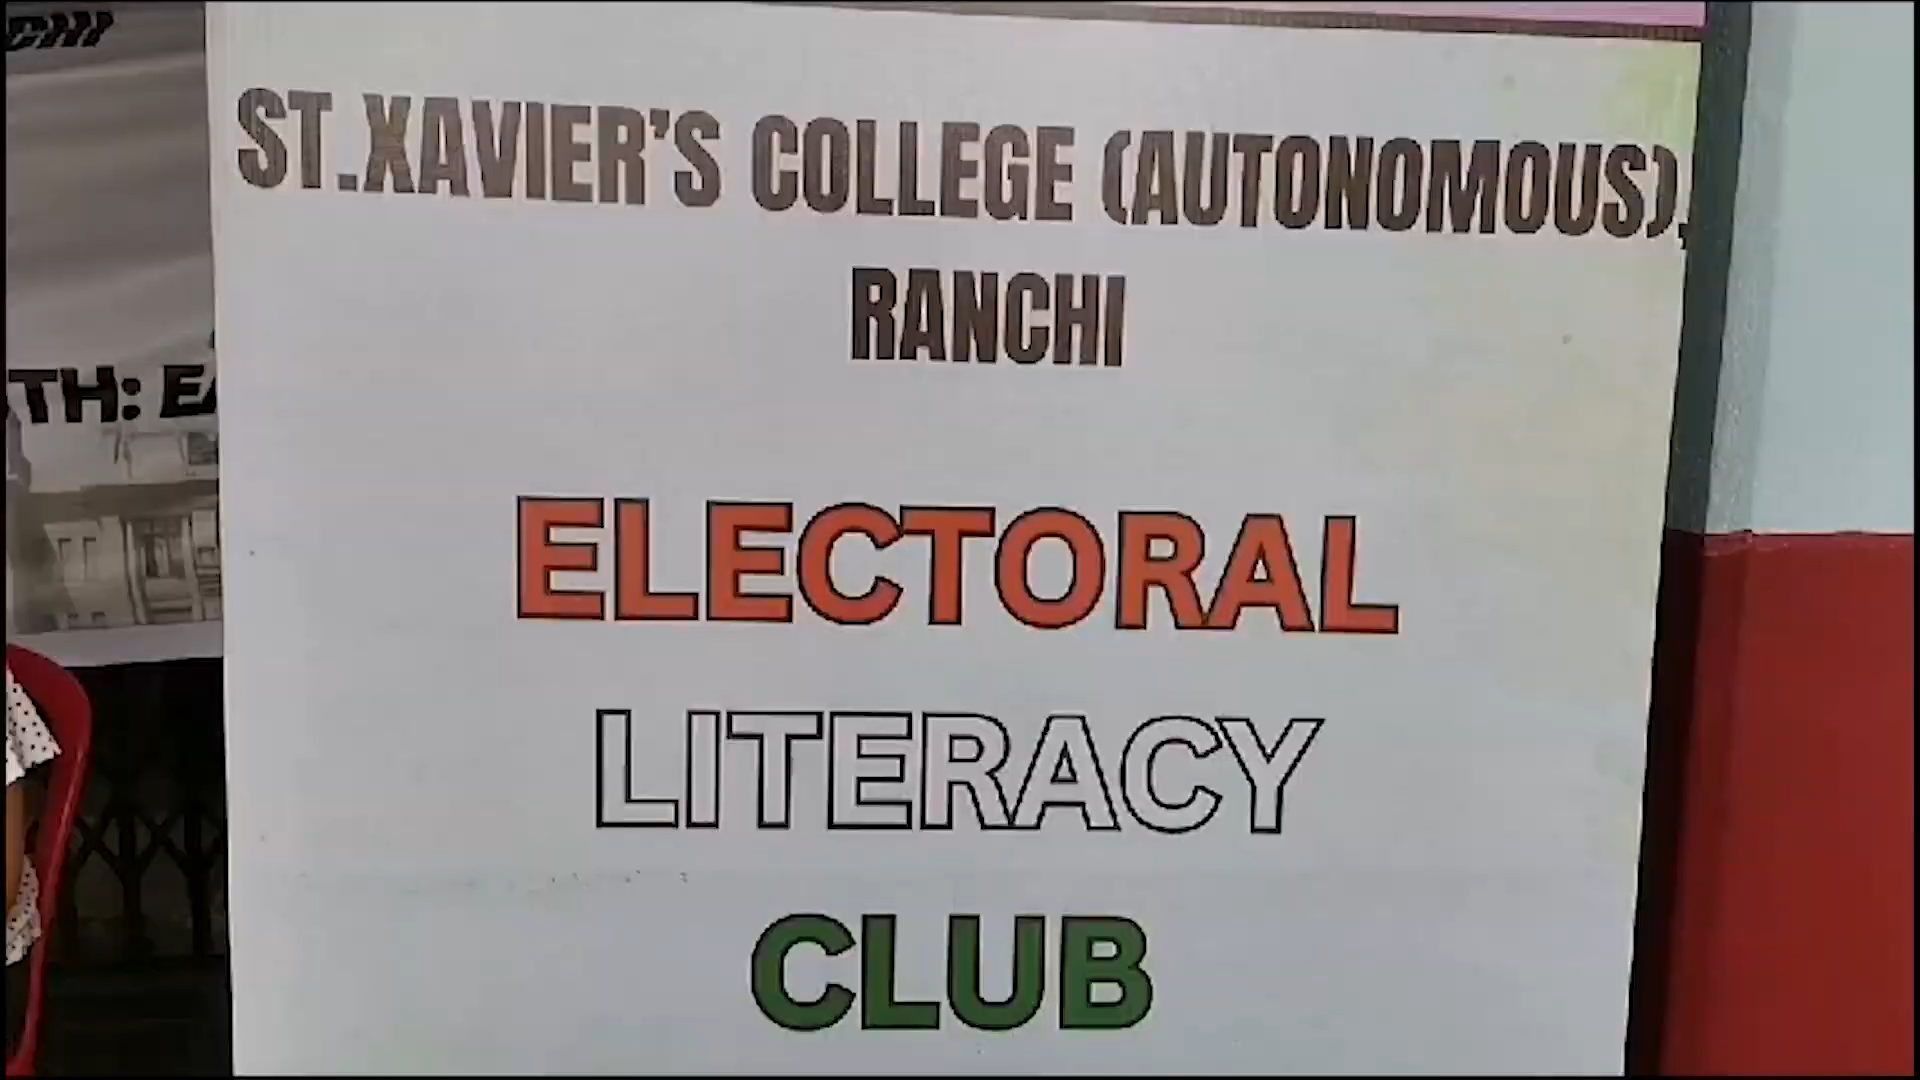 ST.XAVIER'S COLLEGE (AUTONOMOUS),
RANCHI
ELECTORAL
LITERACY
CLUB